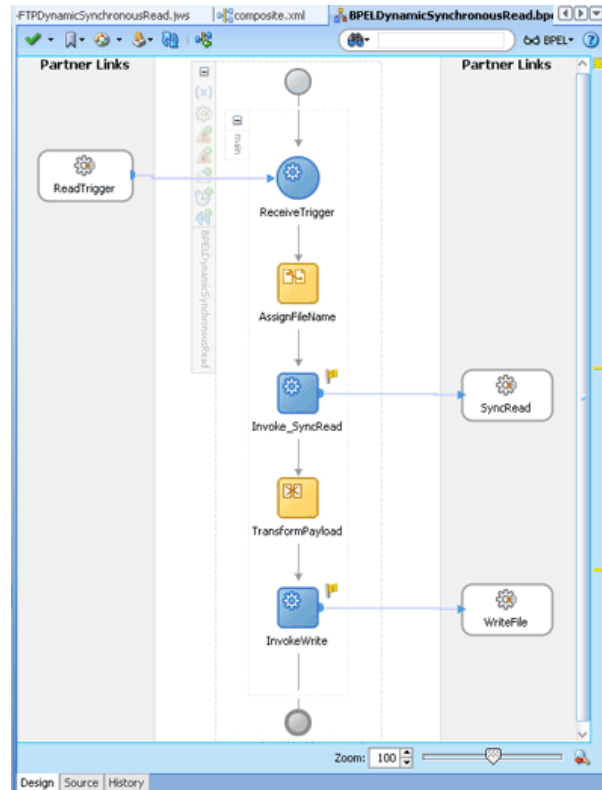 -FTPDynamicSynchronousRead.jws
composite.xml
BPELDynamicSynchronousRead.bpe
BPEL
Partner Links
Partner Links
main
ReadTrigger
ReceiveTrigger
BPELDynamicSynchronousRead
AssignFileName
Invoke_SyncRead
SyncRead
TransformPayload
InvokeWrite
WriteFile
Zoom: 100
Design Source History